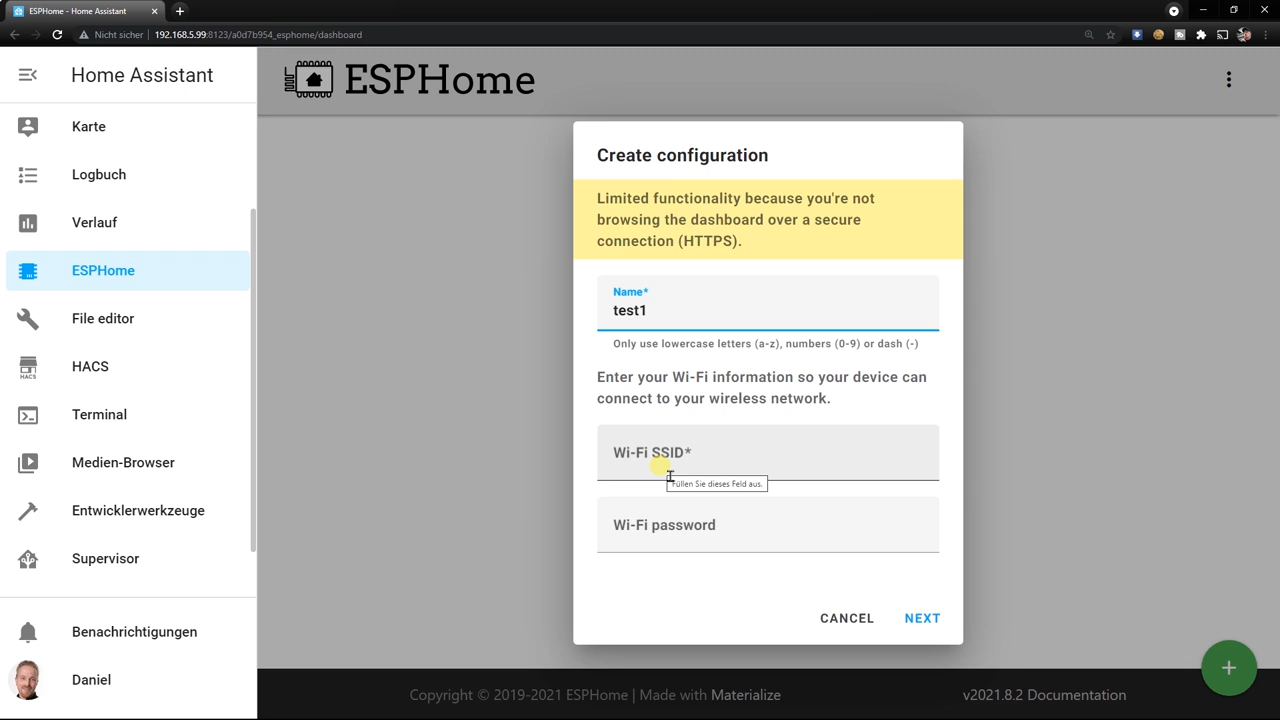 ESPHome - Home Assistant
Nicht sicher | 192.168.5.99:8123/a0d7b954_esphome/dashboard
Home Assistant
Karte
Logbuch
Verlauf
ESPHome
File editor
HACS
HACS
Terminal
Medien-Browser
Entwicklerwerkzeuge
Supervisor
Benachrichtigungen
Daniel
ESPHome
Create configuration
Limited functionality because you're not
browsing the dashboard over a secure
connection (HTTPS).
Name*
test1
Only use lowercase letters (a-z), numbers (0-9) or dash (-)
Enter your Wi-Fi information so your device can
connect to your wireless network.
Wi-Fi SSID*
Füllen Sie dieses Feld aus.
Wi-Fi password
CANCEL
NEXT
Copyright © 2019-2021 ESPHome | Made with Materialize
v2021.8.2 Documentation